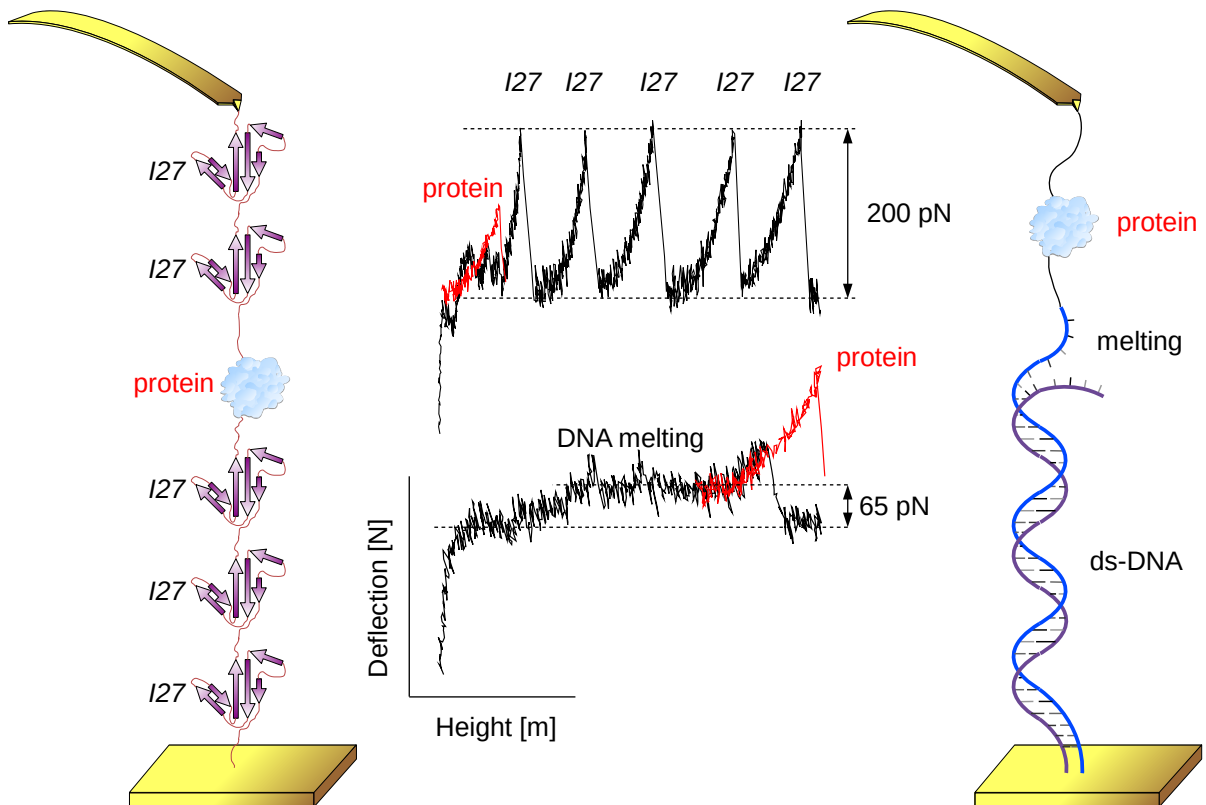 I27
I27
protein
I27
I27
I27
I27 I27 I27 I27 I27
protein
200 pN
protein
DNA melting
65 pN
Deflection [N]
Height [m]
protein
melting
ds-DNA